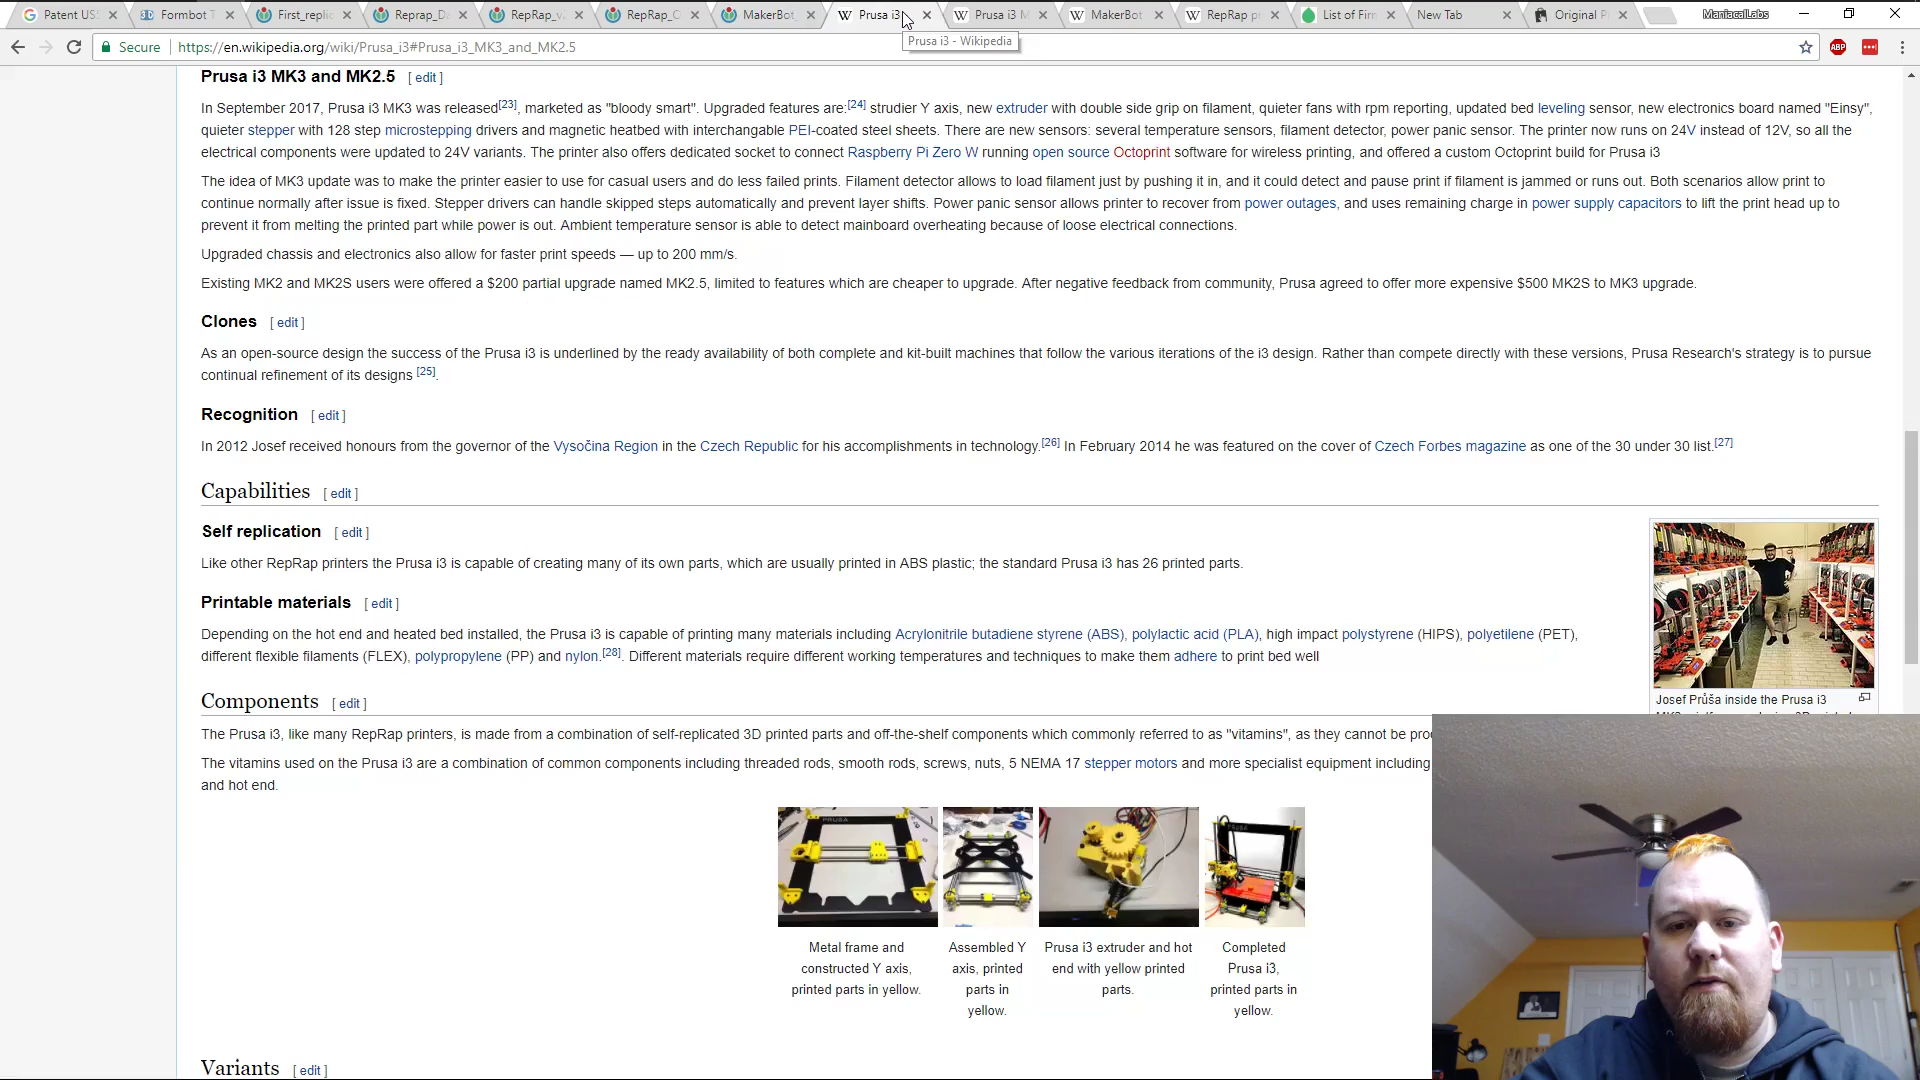 Patent US
Formbot T
First_replic
Reprap_Da
RepRap_v
RepRap_O
MakerBot_
Prusa i3
Prusa i3 M
MakerBot
RepRap p
List of Firm
New Tab
Original P
ManiacalLabs
Secure https://en.wikipedia.org/wiki/Prusa_i3#Prusa_i3_MK3_and_MK2.5
ABP
Prusa i3 - Wikipedia
Prusa i3 MK3 and MK2.5 [ edit ]
In September 2017, Prusa i3 MK3 was released[23], marketed as "bloody smart". Upgraded features are:[24] strudier Y axis, new extruder with double side grip on filament, quieter fans with rpm reporting, updated bed leveling sensor, new electronics board named "Einsy",
quieter stepper with 128 step microstepping drivers and magnetic heatbed with interchangable PEI-coated steel sheets. There are new sensors: several temperature sensors, filament detector, power panic sensor. The printer now runs on 24V instead of 12V, so all the
electrical components were updated to 24V variants. The printer also offers dedicated socket to connect Raspberry Pi Zero W running open source Octoprint software for wireless printing, and offered a custom Octoprint build for Prusa i3
The idea of MK3 update was to make the printer easier to use for casual users and do less failed prints. Filament detector allows to load filament just by pushing it in, and it could detect and pause print if filament is jammed or runs out. Both scenarios allow print to
continue normally after issue is fixed. Stepper drivers can handle skipped steps automatically and prevent layer shifts. Power panic sensor allows printer to recover from power outages, and uses remaining charge in power supply capacitors to lift the print head up to
prevent it from melting the printed part while power is out. Ambient temperature sensor is able to detect mainboard overheating because of loose electrical connections.
Upgraded chassis and electronics also allow for faster print speeds — up to 200 mm/s.
Existing MK2 and MK2S users were offered a $200 partial upgrade named MK2.5, limited to features which are cheaper to upgrade. After negative feedback from community, Prusa agreed to offer more expensive $500 MK2S to MK3 upgrade.
Clones [ edit ]
As an open-source design the success of the Prusa i3 is underlined by the ready availability of both complete and kit-built machines that follow the various iterations of the i3 design. Rather than compete directly with these versions, Prusa Research's strategy is to pursue
continual refinement of its designs [25].
Recognition [ edit ]
In 2012 Josef received honours from the governor of the Vysočina Region in the Czech Republic for his accomplishments in technology.[26] In February 2014 he was featured on the cover of Czech Forbes magazine as one of the 30 under 30 list.[27]
Capabilities [ edit ]
Self replication [ edit ]
Like other RepRap printers the Prusa i3 is capable of creating many of its own parts, which are usually printed in ABS plastic; the standard Prusa i3 has 26 printed parts.
Printable materials [ edit ]
Depending on the hot end and heated bed installed, the Prusa i3 is capable of printing many materials including Acrylonitrile butadiene styrene (ABS), polylactic acid (PLA), high impact polystyrene (HIPS), polyetilene (PET),
different flexible filaments (FLEX), polypropylene (PP) and nylon.[28]. Different materials require different working temperatures and techniques to make them adhere to print bed well
Josef Průša inside the Prusa i3
Components [ edit ]
The Prusa i3, like many RepRap printers, is made from a combination of self-replicated 3D printed parts and off-the-shelf components which commonly referred to as "vitamins", as they cannot be
The vitamins used on the Prusa i3 are a combination of common components including threaded rods, smooth rods, screws, nuts, 5 NEMA 17 stepper motors and more specialist equipment including
and hot end.
PRUSA
Metal frame and
constructed Y axis,
printed parts in yellow.
Assembled Y
axis, printed
parts in
yellow.
Prusa i3 extruder and hot
end with yellow printed
parts.
Completed
Prusa i3,
printed parts in
yellow.
Variants [ edit ]